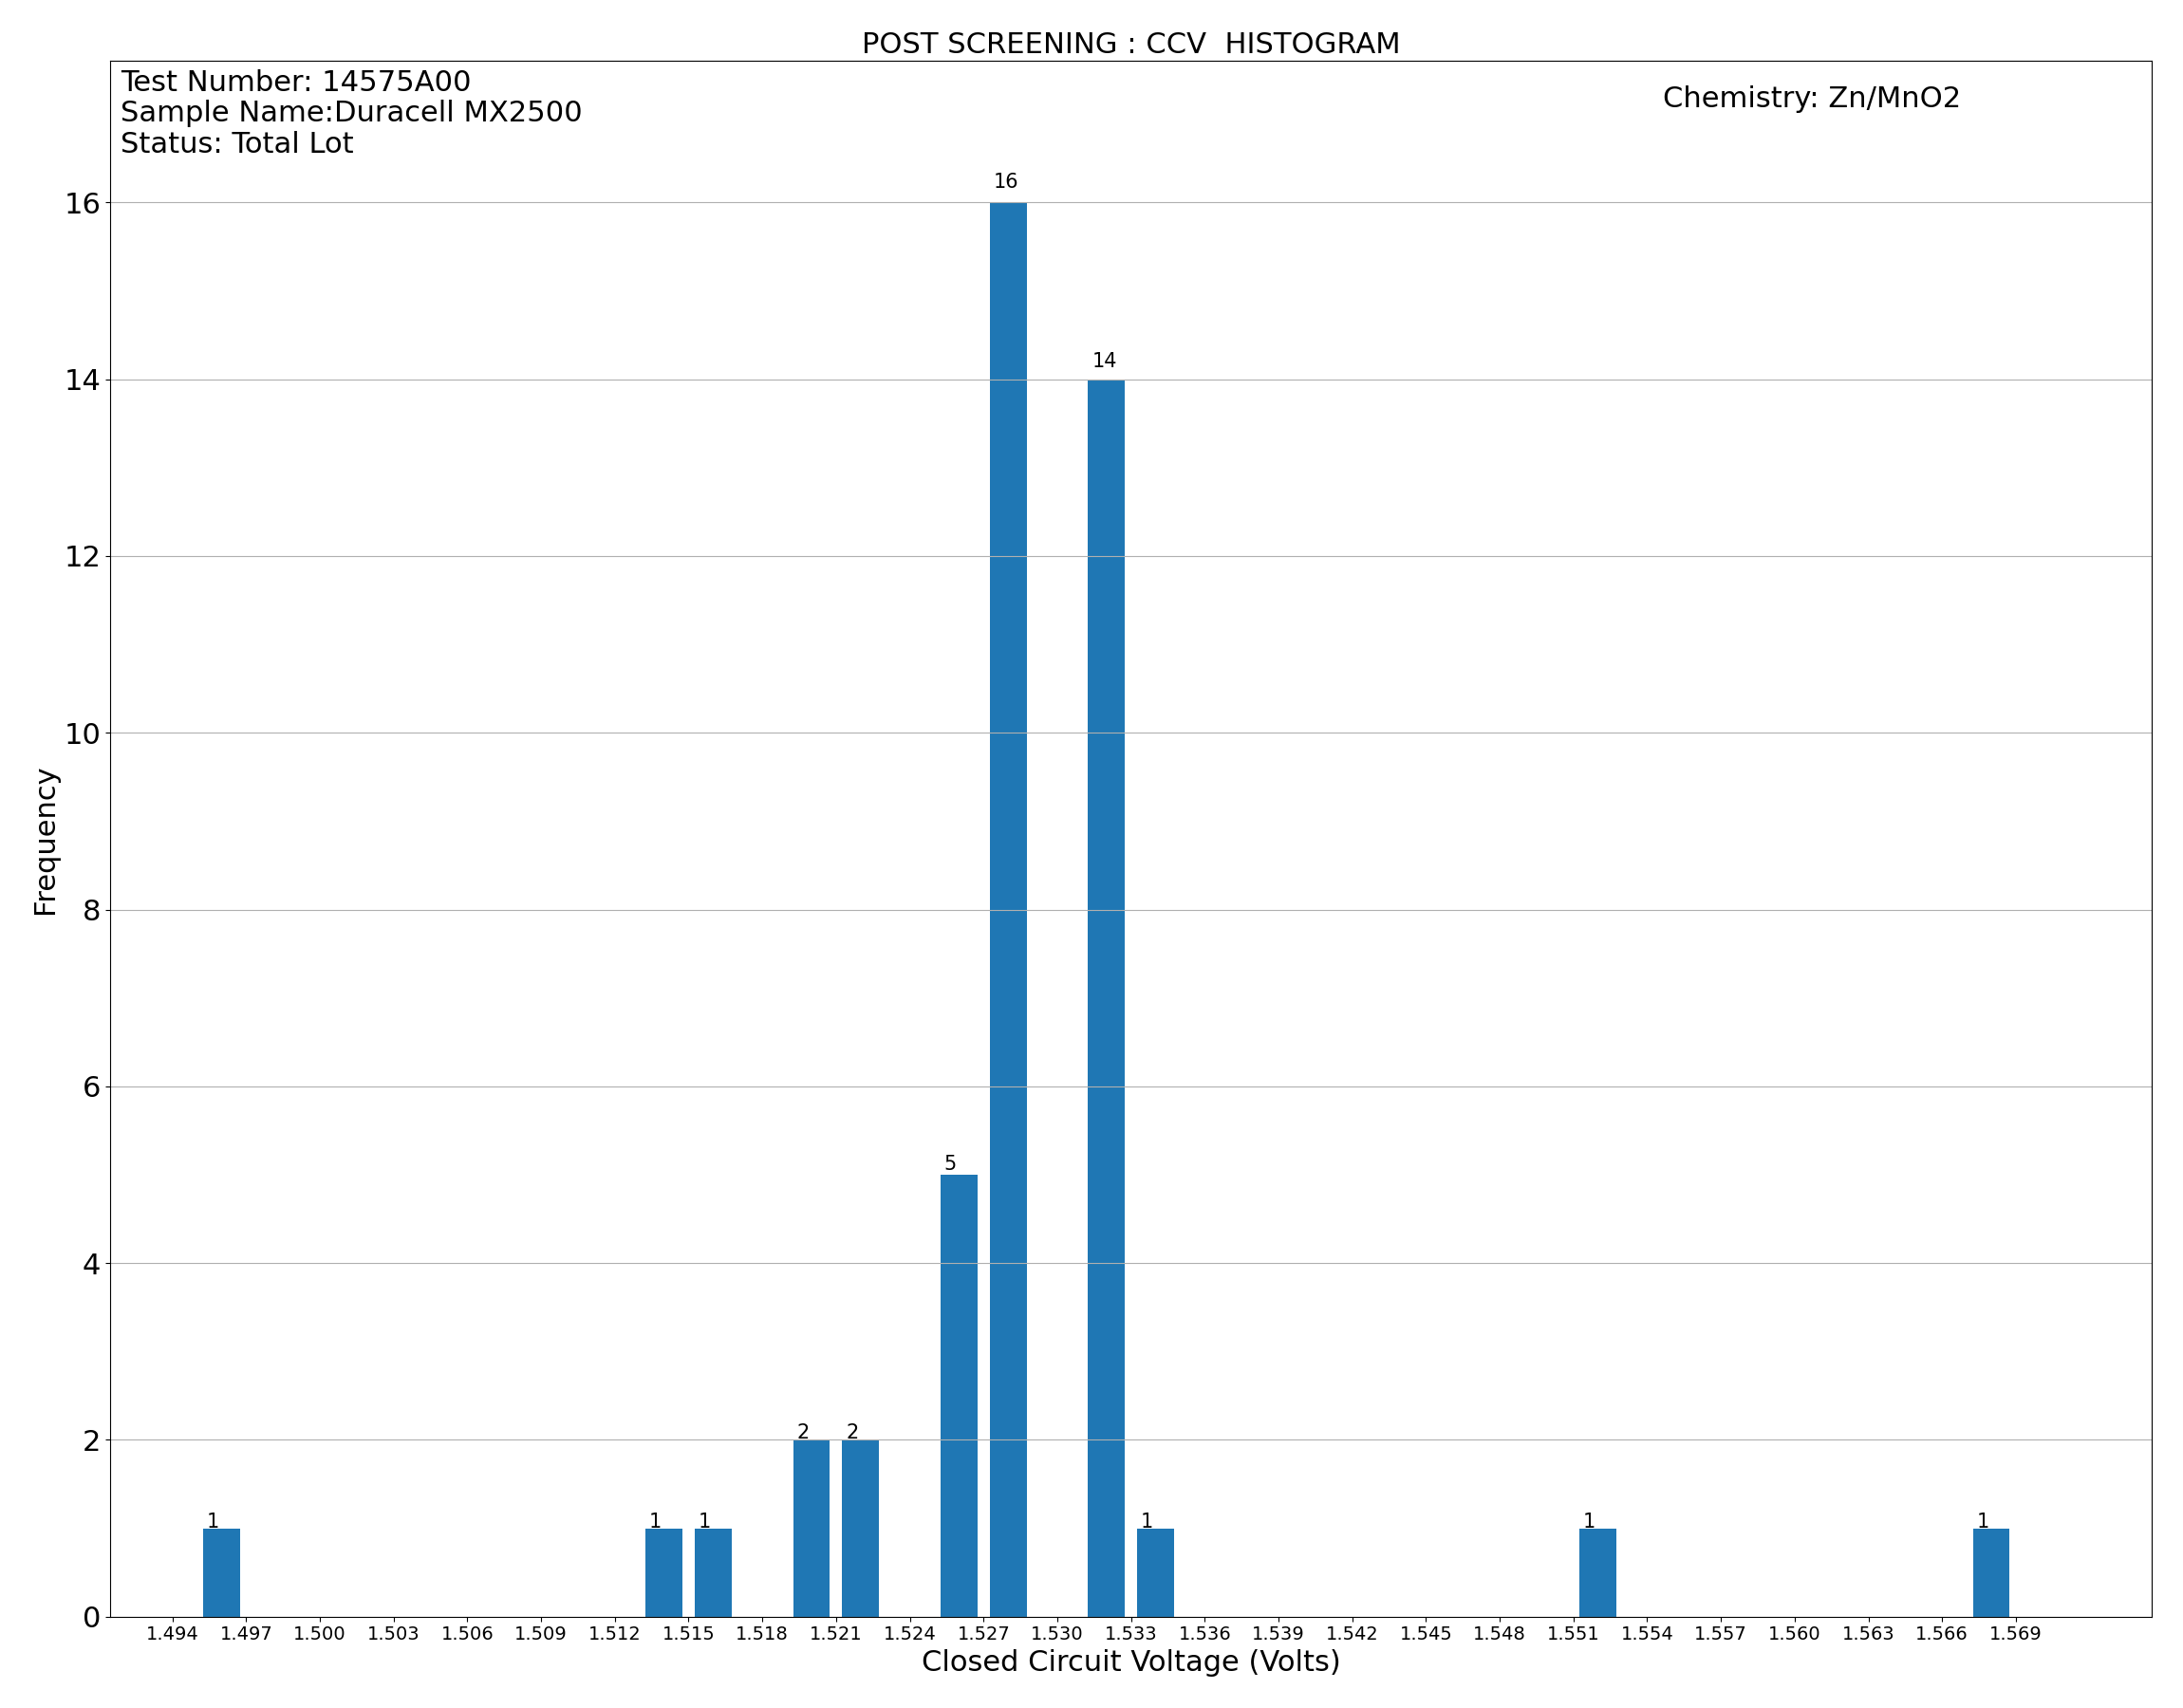 POST SCREENING : CCV  HISTOGRAM
Test Number: 14575A00
Sample Name:Duracell MX2500
Status: Total Lot
Chemistry: Zn/MnO2
16
14
12
10
8
6
4
2
0
Frequency
1
1
1
2
2
5
16
14
1
1
1
1.494 1.497 1.500 1.503 1.506 1.509 1.512 1.515 1.518 1.521 1.524 1.527 1.530 1.533 1.536 1.539 1.542 1.545 1.548 1.551 1.554 1.557 1.560 1.563 1.566 1.569
Closed Circuit Voltage (Volts)